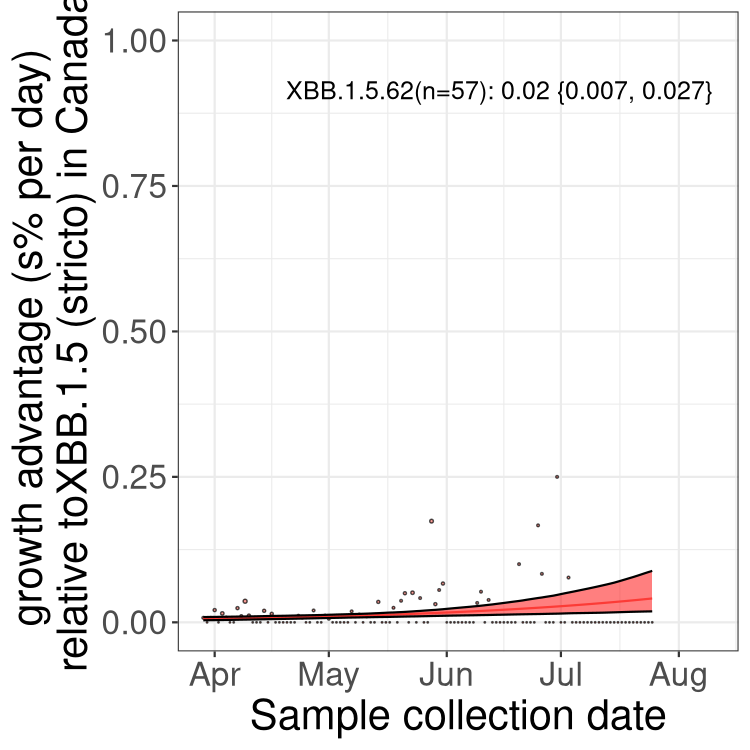 growth advantage (s% per day)
relative toXBB.1.5 (stricto) in Canada
1.00
XBB.1.5.62(n=57): 0.02 {0.007, 0.027}
0.75
0.50
0.25
0.00
Apr May Jun Jul Aug
Sample collection date